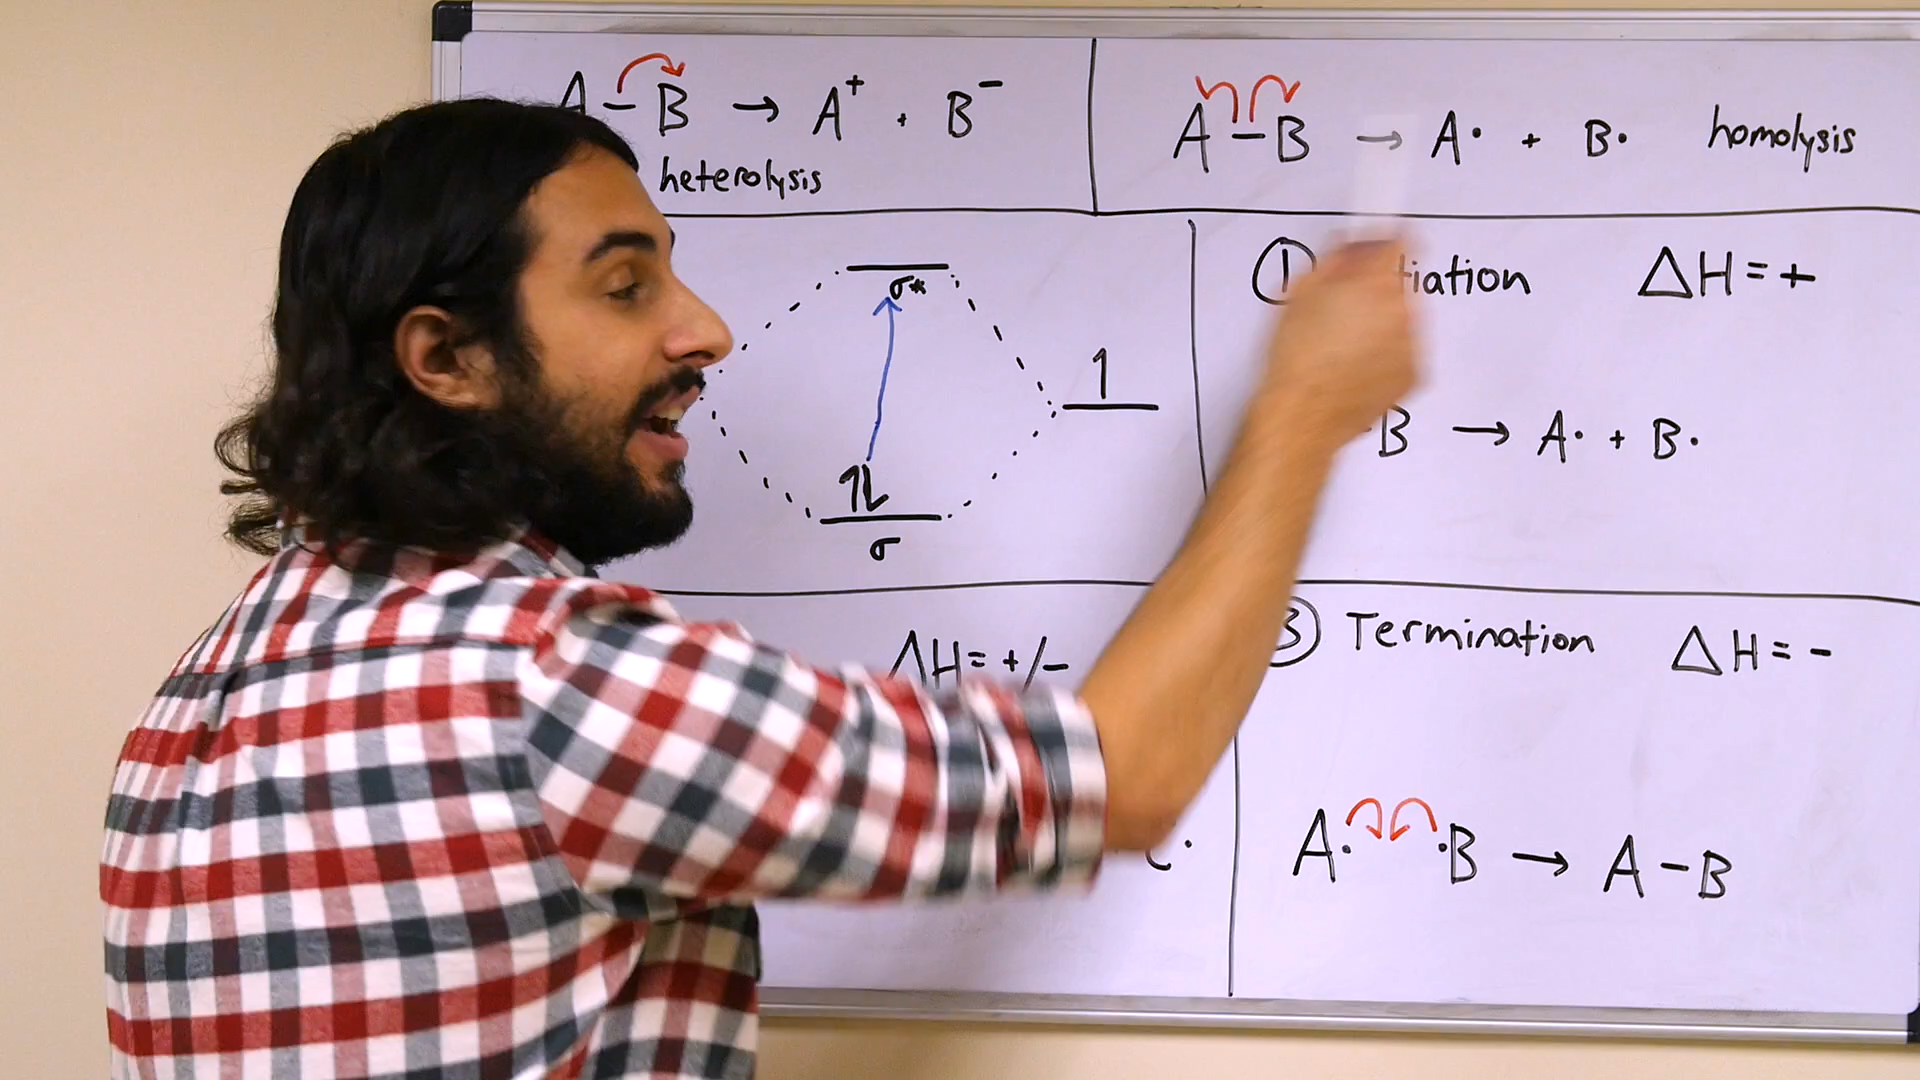 A – B → A⁺ + B⁻
heterolysis
A – B → A· + B· homolysis
σ*
1
σ
① tiation ΔH = +
B → A· + B·
ΔH = +/-
③ Termination ΔH = -
A· ·B → A – B